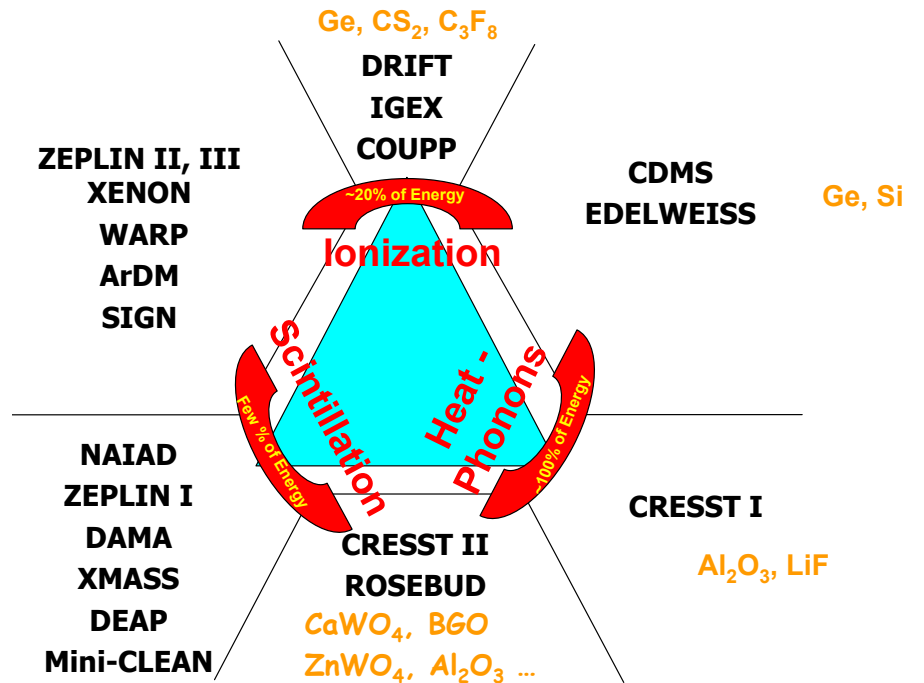 Ge, CS₂, C₃F₈
DRIFT
IGEX
COUPP
ZEPLIN II, III
XENON
WARP
ArDM
SIGN
CDMS
EDELWEISS
Ge, Si
~20% of Energy
Ionization
Scintillation
Heat -
Phonons
Few % of Energy
~100% of Energy
NAIAD
ZEPLIN I
DAMA
XMASS
DEAP
Mini-CLEAN
CRESST II
ROSEBUD
CaWO₄, BGO
ZnWO₄, Al₂O₃ ...
CRESST I
Al₂O₃, LiF